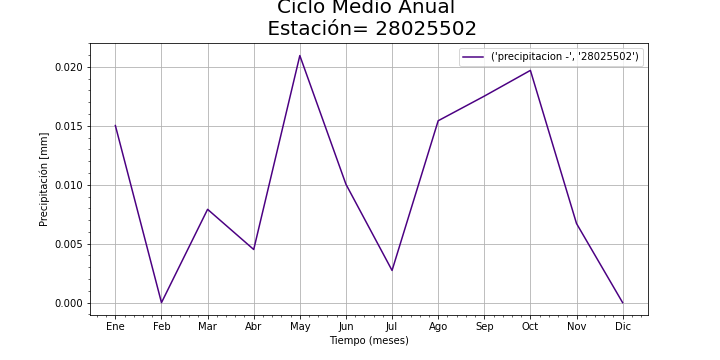 Ciclo Medio Anual
Estación= 28025502
('precipitacion -', '28025502')
Precipitación [mm]
0.020
0.015
0.010
0.005
0.000
Ene Feb Mar Abr May Jun Jul Ago Sep Oct Nov Dic
Tiempo (meses)